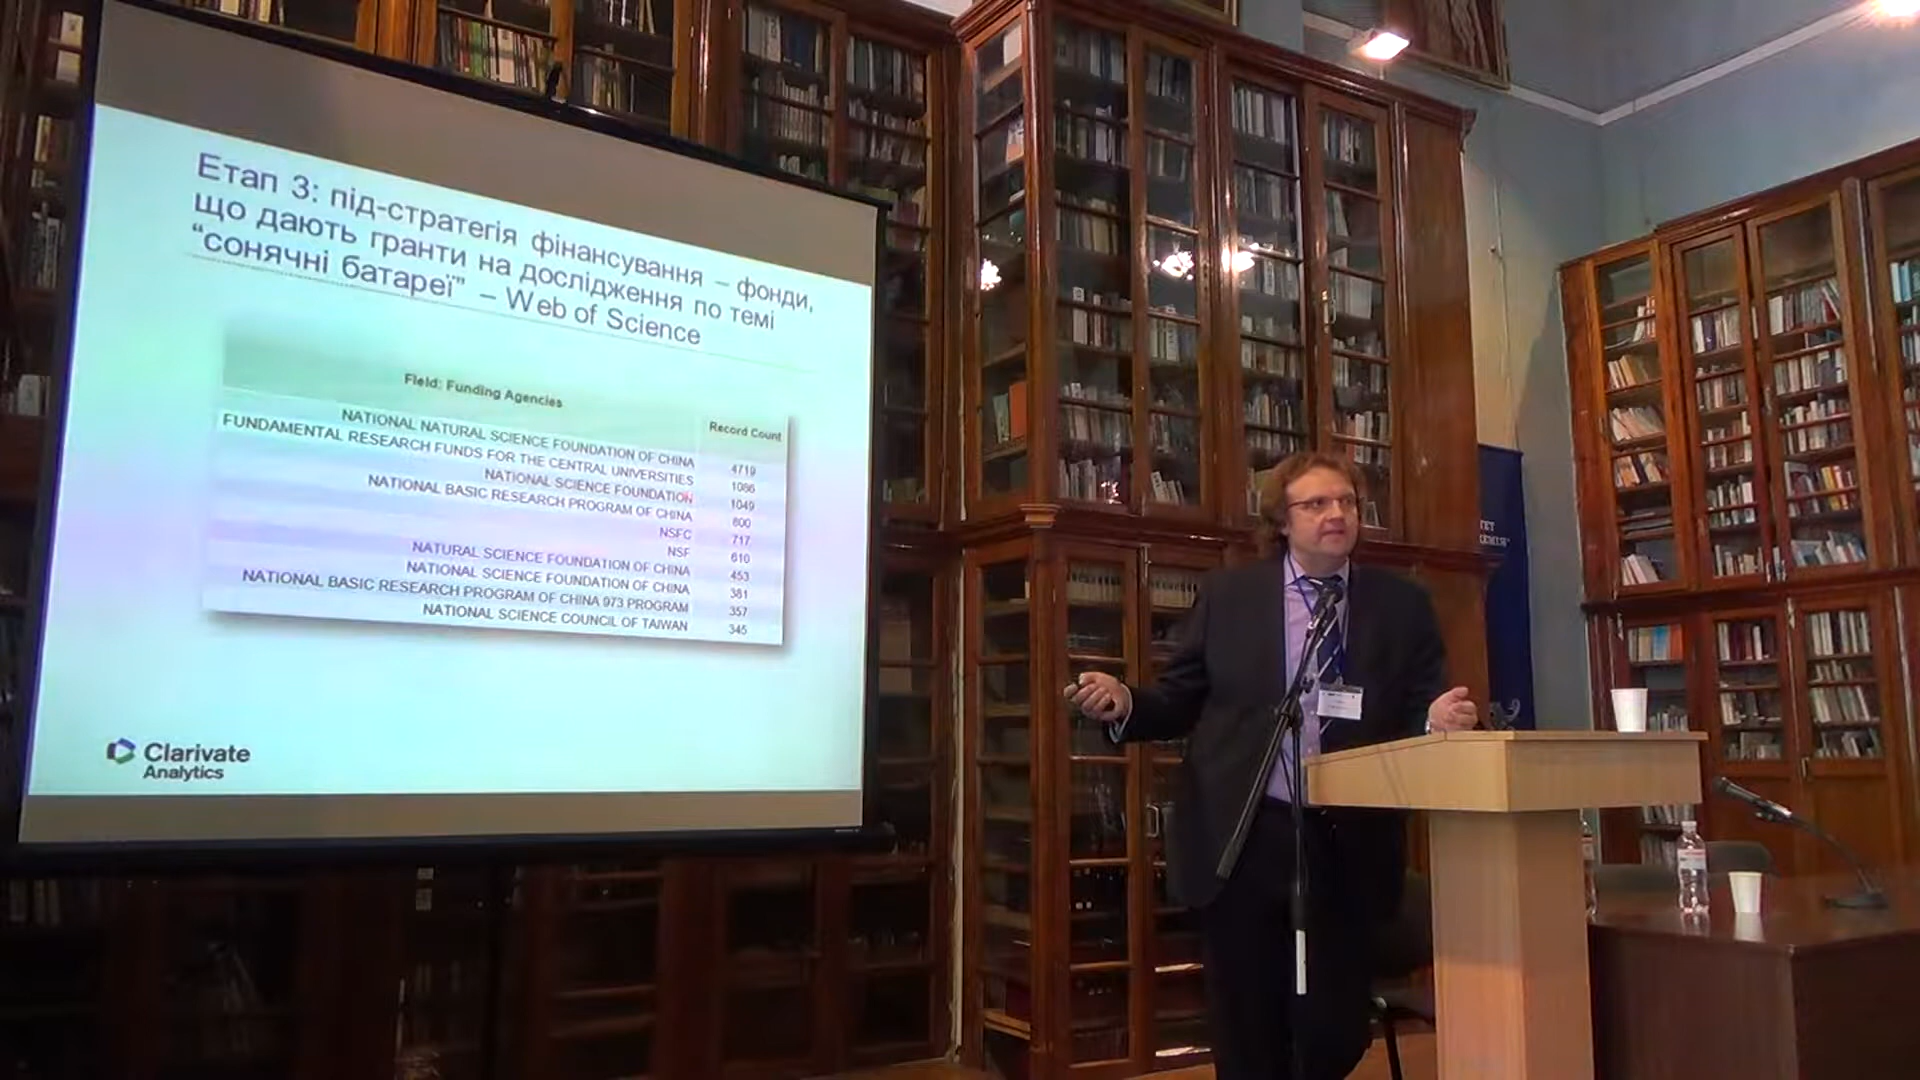 Етап 3: під-стратегія фінансування – фонди,
що дають гранти на дослідження по темі
“сонячні батареї” – Web of Science
Field: Funding Agencies
Record Count
NATIONAL NATURAL SCIENCE FOUNDATION OF CHINA 4719
FUNDAMENTAL RESEARCH FUNDS FOR THE CENTRAL UNIVERSITIES 1086
NATIONAL SCIENCE FOUNDATION 1049
NATIONAL BASIC RESEARCH PROGRAM OF CHINA 800
NSFC 717
NSF 610
NATURAL SCIENCE FOUNDATION OF CHINA 453
NATIONAL SCIENCE FOUNDATION OF CHINA 381
NATIONAL BASIC RESEARCH PROGRAM OF CHINA 973 PROGRAM 357
NATIONAL SCIENCE COUNCIL OF TAIWAN 345
Clarivate
Analytics